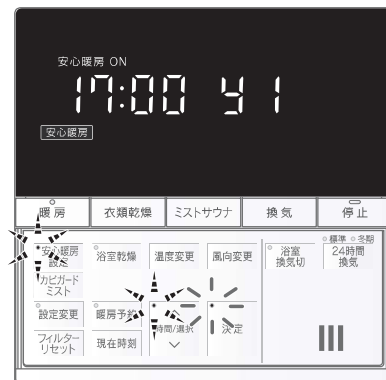 安心暖房 ON
17:00 y1
安心暖房
暖房
衣類乾燥
ミストサウナ
換気
停止
安心暖房
設定
浴室乾燥
温度変更
風向変更
浴室
換気切
標準
冬期
24時間
換気
カビガード
ミスト
設定変更
暖房予約
時間/選択
決定
フィルター
リセット
現在時刻